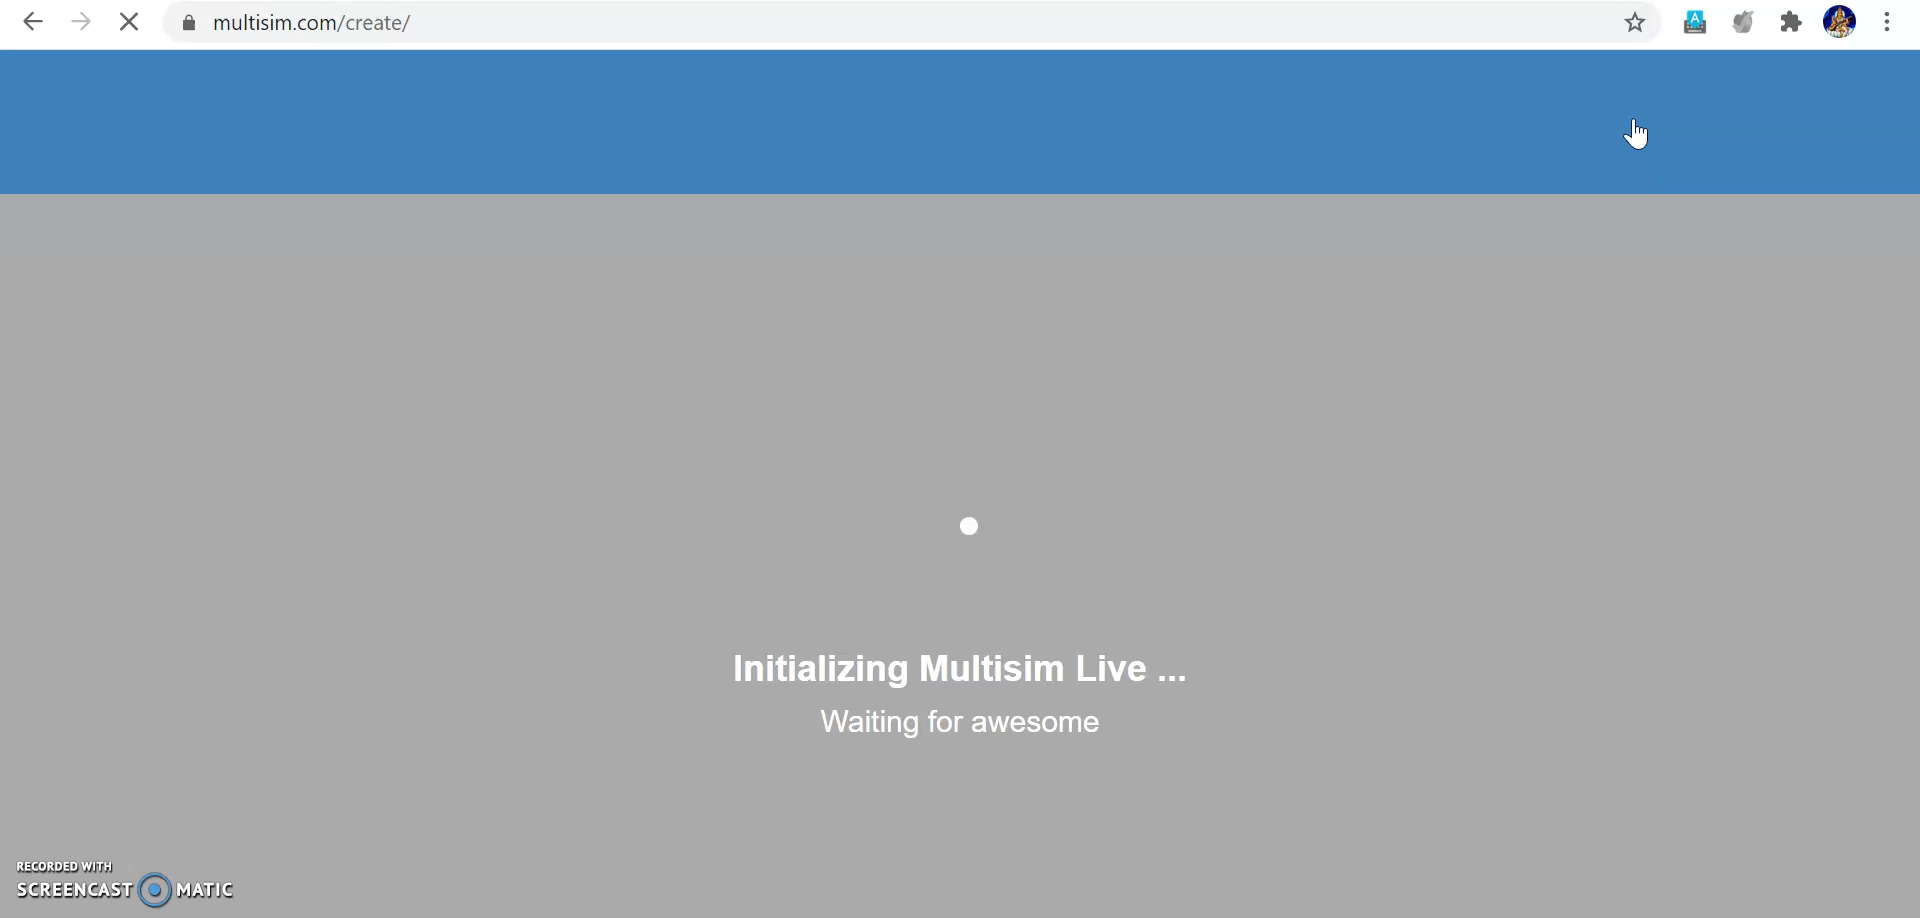 multisim.com/create/
A
Initializing Multisim Live ...
Waiting for awesome
RECORDED WITH
SCREENCAST MATIC